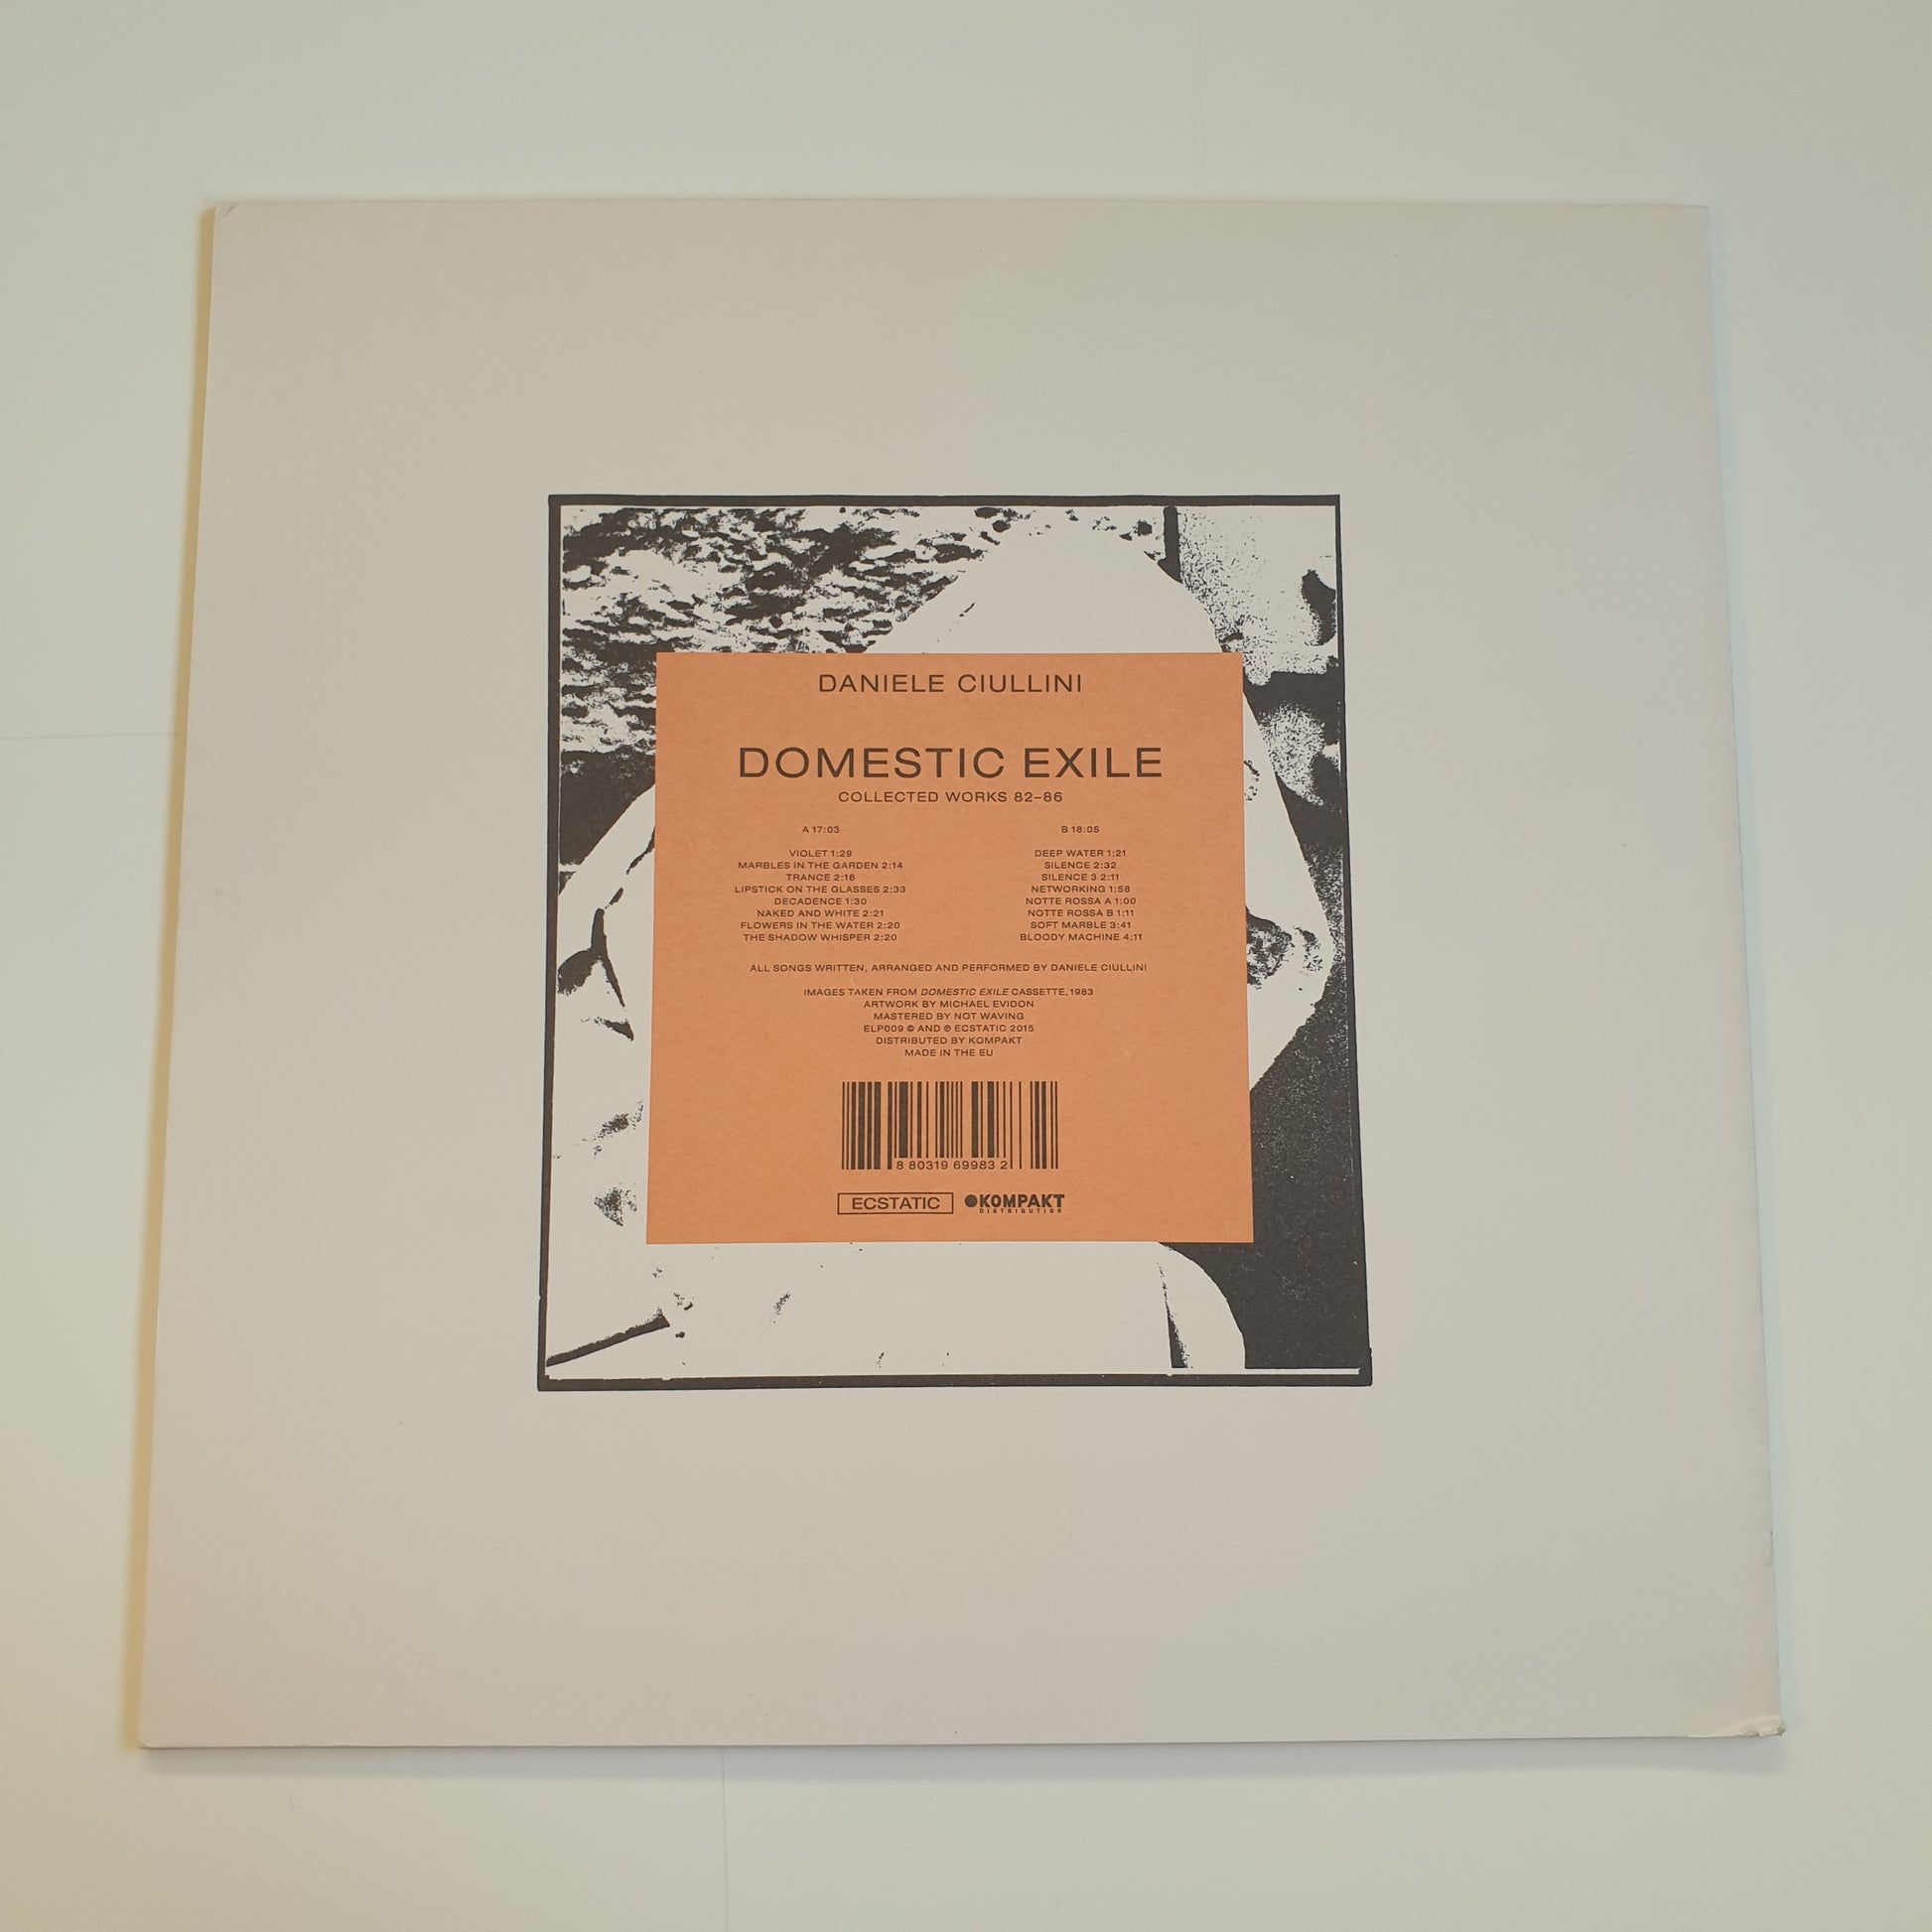 DANIELE CIULLINI
DOMESTIC EXILE
COLLECTED WORKS 82–86
A 17:03
VIOLET 1:29
MARBLES IN THE GARDEN 2:14
TRANCE 2:16
LIPSTICK ON THE GLASSES 2:33
DECADENCE 1:30
NAKED AND WHITE 2:21
FLOWERS IN THE WATER 2:20
THE SHADOW WHISPER 2:20
B 18:05
DEEP WATER 1:21
SILENCE 2:32
SILENCE 3 2:11
NETWORKING 1:58
NOTTE ROSSA A 1:00
NOTTE ROSSA B 1:11
SOFT MARBLE 3:41
BLOODY MACHINE 4:11
ALL SONGS WRITTEN, ARRANGED AND PERFORMED BY DANIELE CIULLINI
IMAGES TAKEN FROM DOMESTIC EXILE CASSETTE, 1983
ARTWORK BY MICHAEL EVIDON
MASTERED BY NOT WAVING
ELP009 © AND ℗ ECSTATIC 2015
DISTRIBUTED BY KOMPAKT
MADE IN THE EU
8 80319 69983 2
ECSTATIC
KOMPAKT
DISTRIBUTION